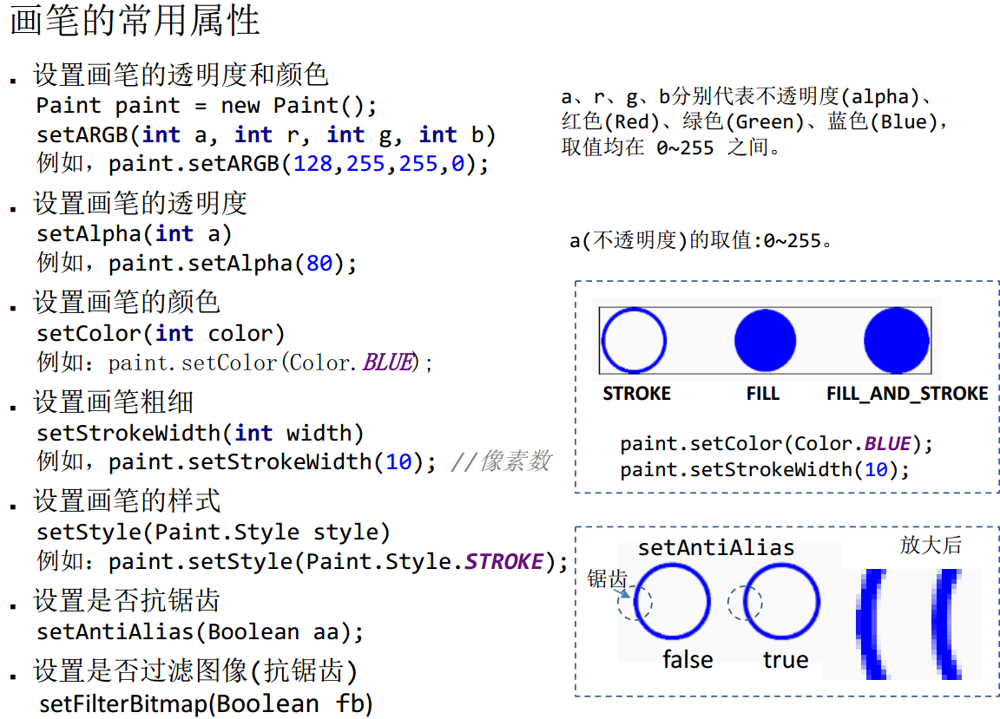 画笔的常用属性
▪ 设置画笔的透明度和颜色
Paint paint = new Paint();
setARGB(int a, int r, int g, int b)
例如，paint.setARGB(128,255,255,0);
a、r、g、b分别代表不透明度(alpha)、
红色(Red)、绿色(Green)、蓝色(Blue),
取值均在 0~255 之间。
▪ 设置画笔的透明度
setAlpha(int a)
例如，paint.setAlpha(80);
a(不透明度)的取值:0~255。
▪ 设置画笔的颜色
setColor(int color)
例如：paint.setColor(Color.BLUE);
▪ 设置画笔粗细
setStrokeWidth(int width)
例如，paint.setStrokeWidth(10); //像素数
STROKE FILL FILL_AND_STROKE
paint.setColor(Color.BLUE);
paint.setStrokeWidth(10);
▪ 设置画笔的样式
setStyle(Paint.Style style)
例如：paint.setStyle(Paint.Style.STROKE);
▪ 设置是否抗锯齿
setAntiAlias(Boolean aa);
▪ 设置是否过滤图像(抗锯齿)
setFilterBitmap(Boolean fb)
setAntiAlias
放大后
锯齿
false true